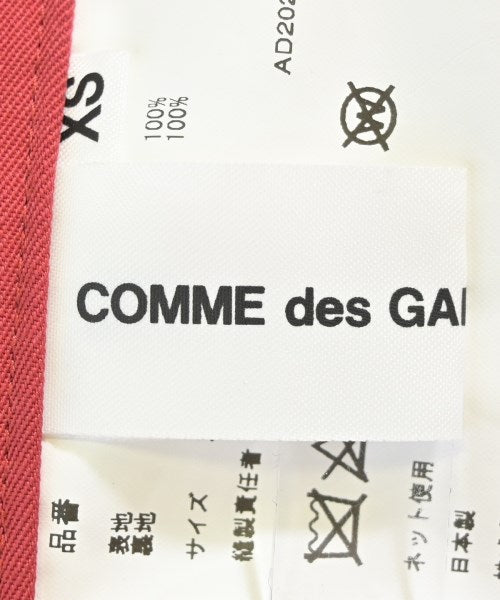 COMME des GA
XS
100%
100%
AD202
品番
表地
裏地
サイズ
縫製責任者
ネット使用
日本製